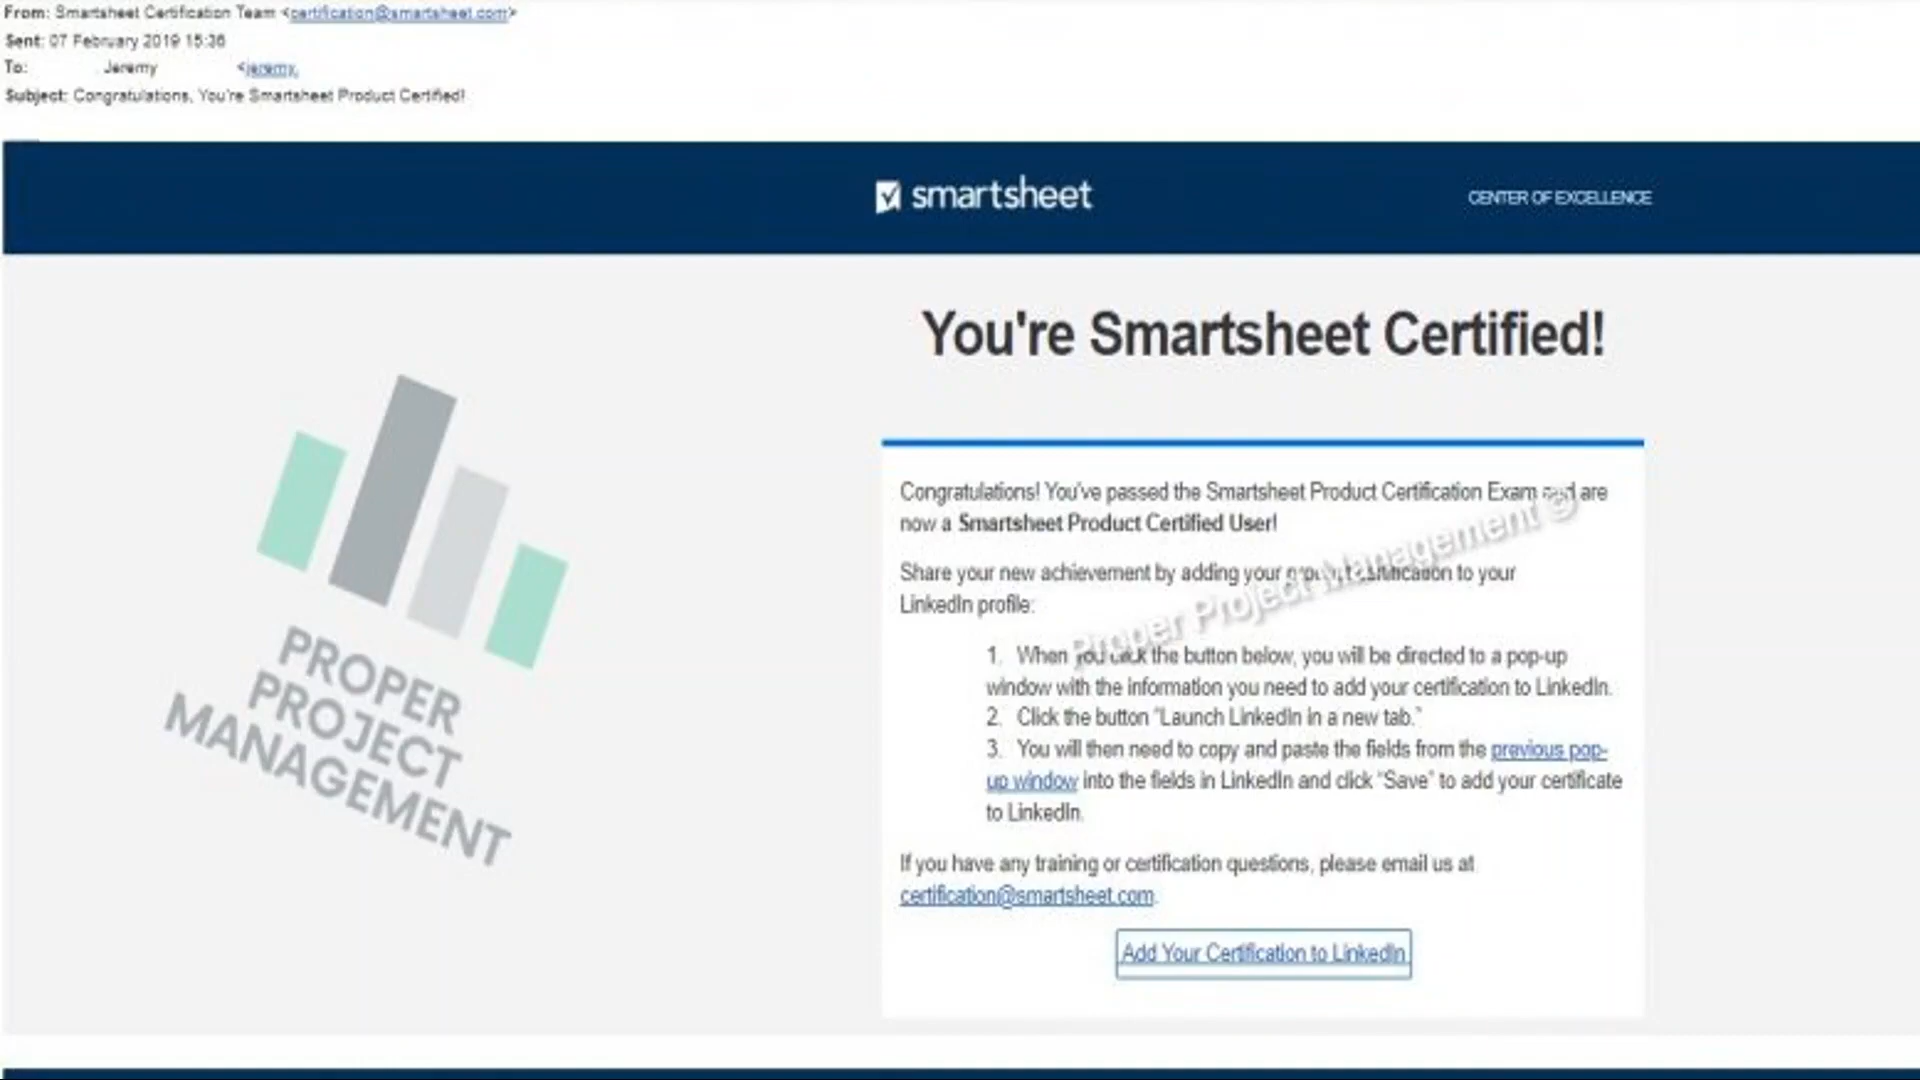 From: Smartsheet Certification Team <certification@smartsheet.com>
Sent: 07 February 2019 15:36
To: Jeremy <jeremy.
Subject: Congratulations, You're Smartsheet Product Certified!
smartsheet
CENTER OF EXCELLENCE
You're Smartsheet Certified!
PROPER
PROJECT
MANAGEMENT
Congratulations! You've passed the Smartsheet Product Certification Exam and are
now a Smartsheet Product Certified User!
Share your new achievement by adding your certification to your
LinkedIn profile:
Proper Project Management ©
1. When you click the button below, you will be directed to a pop-up
window with the information you need to add your certification to LinkedIn.
2. Click the button "Launch LinkedIn in a new tab."
3. You will then need to copy and paste the fields from the previous pop-
up window into the fields in LinkedIn and click "Save" to add your certificate
to LinkedIn.
If you have any training or certification questions, please email us at
certification@smartsheet.com.
Add Your Certification to LinkedIn